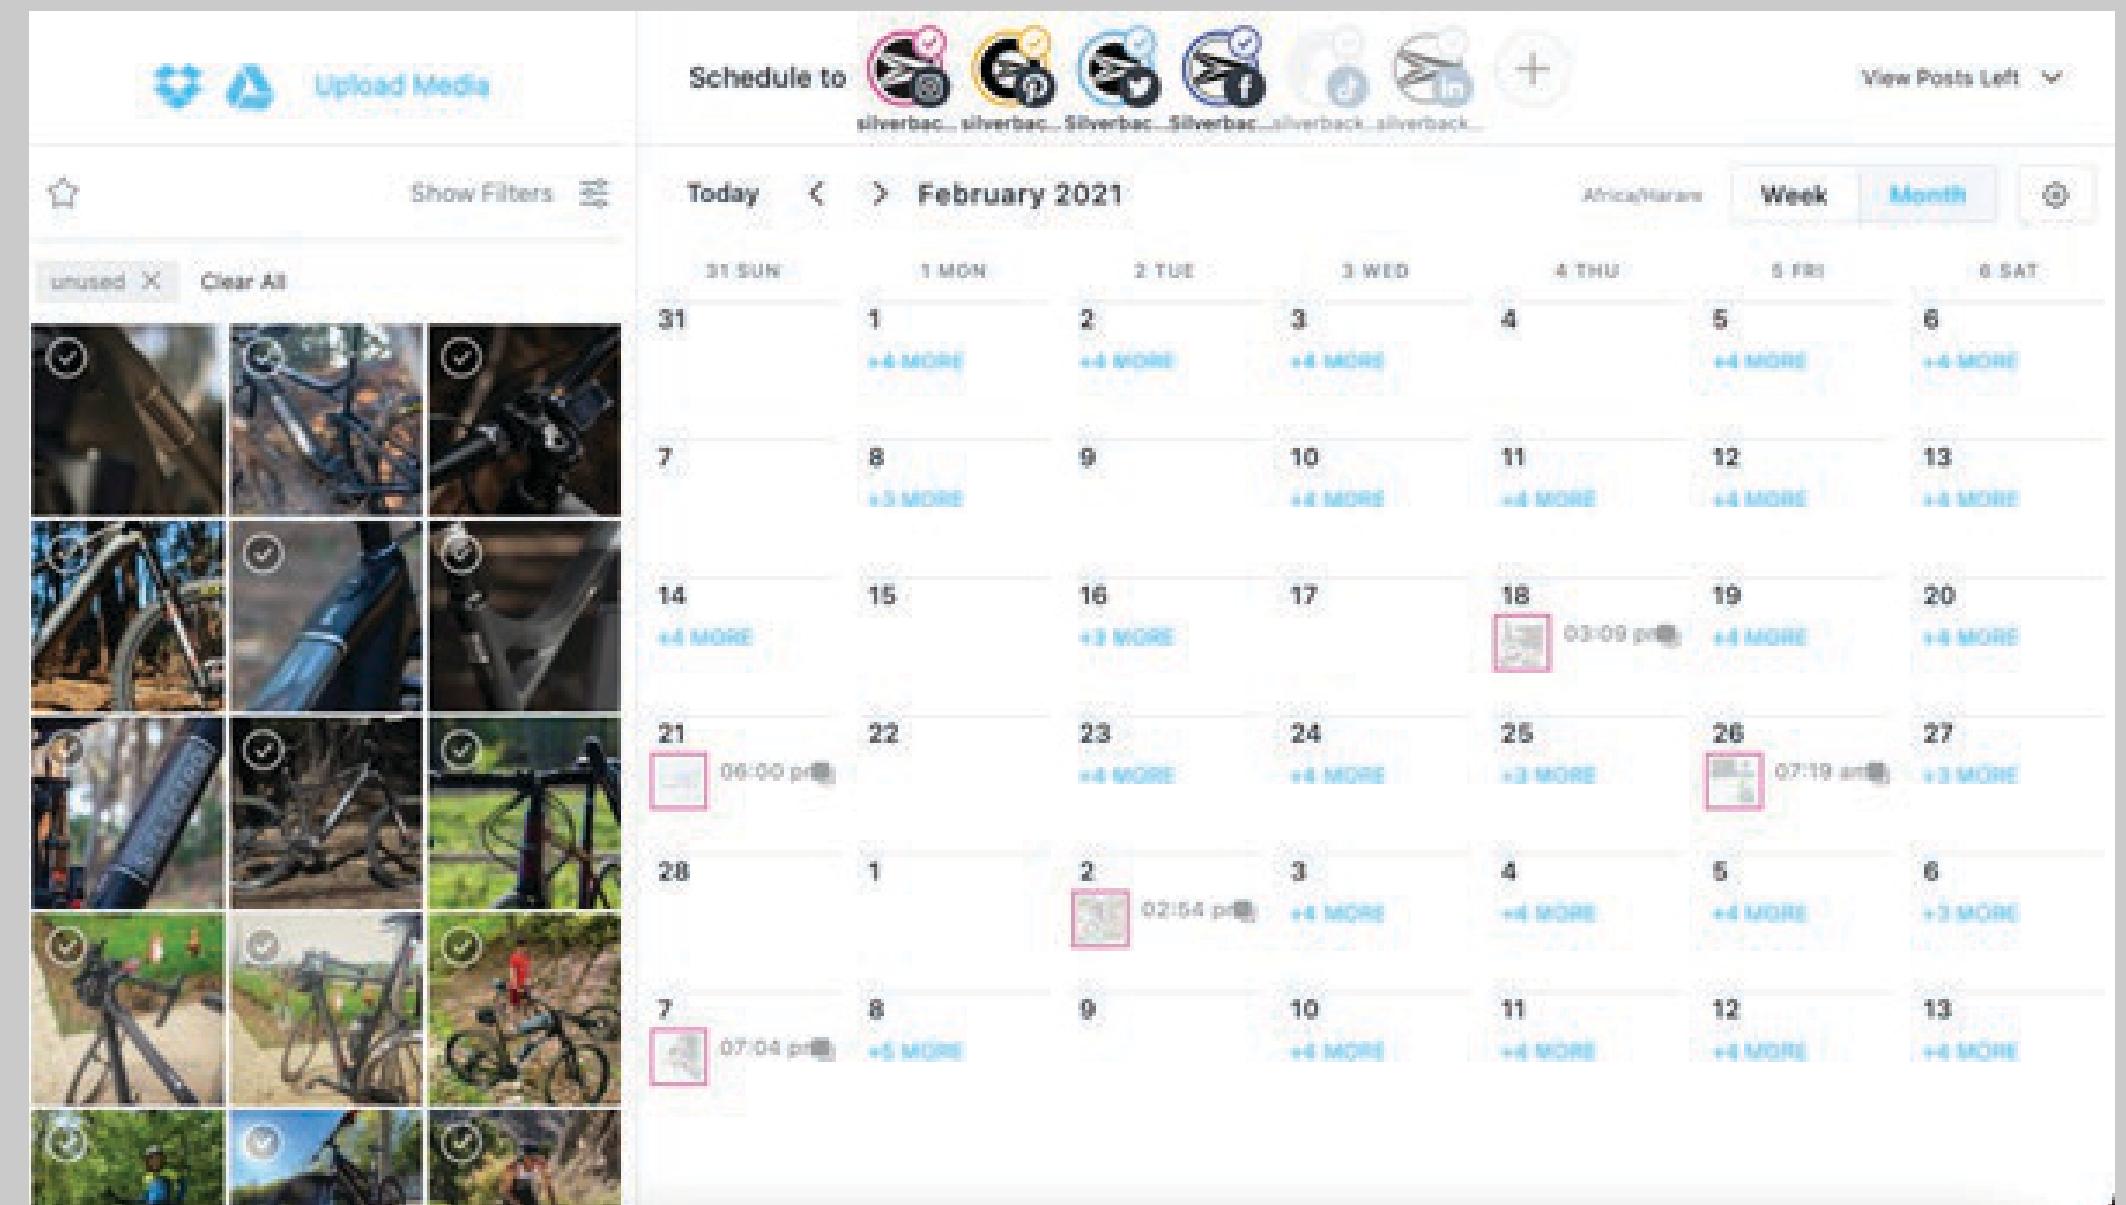 Upload Media
Schedule to
silverbac... silverbac... Silverbac... Silverbac... silverback... silverback...
View Posts Left
Show Filters
Today < > February 2021
Africa/Harare
Week Month
unused X Clear All
31 SUN 1 MON 2 TUE 3 WED 4 THU 5 FRI 6 SAT
31 1 2 3 4 5 6
+4 MORE +4 MORE +4 MORE +4 MORE +4 MORE
7 8 9 10 11 12 13
+3 MORE +4 MORE +4 MORE +4 MORE +4 MORE
14 15 16 17 18 19 20
+4 MORE +3 MORE 03:09 pm +4 MORE +4 MORE
21 22 23 24 25 26 27
06:00 pm +4 MORE +4 MORE +3 MORE 07:19 am +3 MORE
28 1 2 3 4 5 6
02:54 pm +4 MORE +4 MORE +4 MORE +3 MORE
7 8 9 10 11 12 13
07:04 pm +5 MORE +4 MORE +4 MORE +4 MORE +4 MORE